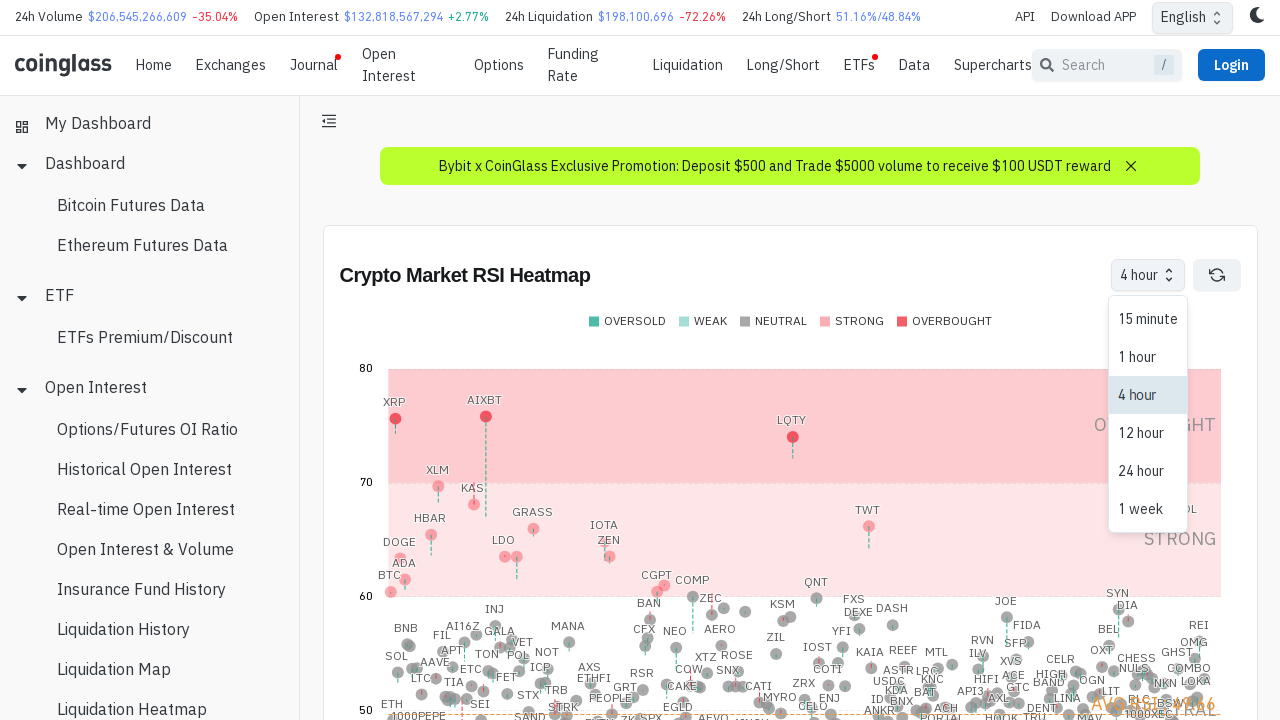 24h Volume $206,545,266,609 -35.04% Open Interest $132,818,567,294 +2.77% 24h Liquidation $198,100,696 -72.26% 24h Long/Short 51.16%/48.84% API Download APP English
coinglass Home Exchanges Journal Open Interest Options Funding Rate Liquidation Long/Short ETFs Data Supercharts Search / Login
My Dashboard
Dashboard
Bitcoin Futures Data
Ethereum Futures Data
ETF
ETFs Premium/Discount
Open Interest
Options/Futures OI Ratio
Historical Open Interest
Real-time Open Interest
Open Interest & Volume
Insurance Fund History
Liquidation History
Liquidation Map
Liquidation Heatmap
Bybit x CoinGlass Exclusive Promotion: Deposit $500 and Trade $5000 volume to receive $100 USDT reward
Crypto Market RSI Heatmap
4 hour
15 minute
1 hour
4 hour
12 hour
24 hour
1 week
OVERSOLD WEAK NEUTRAL STRONG OVERBOUGHT
80
XRP AIXBT
LQTY
XLM
70
KAS
HBAR GRASS TWT
IOTA
DOGE LDO ZEN
STRONG
ADA
BTC CGPT COMP QNT
60
BAN ZEC KSM FXS DEXE DASH JOE SYN DIA
INJ
BNB AI16Z GALA MANA CFX NEO AERO ZIL YFI RVN FIDA BEL REI
FIL VET SFP OMG
SOL APT TON POL NOT XTZ ROSE IOST KAIA REEF MTL ILV XVS CELR OXT CHESS GHST
LTC AAVE ETC ICP AXS RSR COW SNX COTI ASTR LRC HIFI ACE HIGH NULS COMBO
TIA FET ETHFI GRT CAKE CATI ZRX USDC KNC GTC BAND OGN NKN LOKA
ETH SEI STX TRB PEOPLE EGLD MYRO ENJ KDA BAT API3 AXL LINA LIT
STRK CELO BNX ACH DENT
50 1000PEPE SAND AEVO ANKR PORTAL HOOK TRU MAV